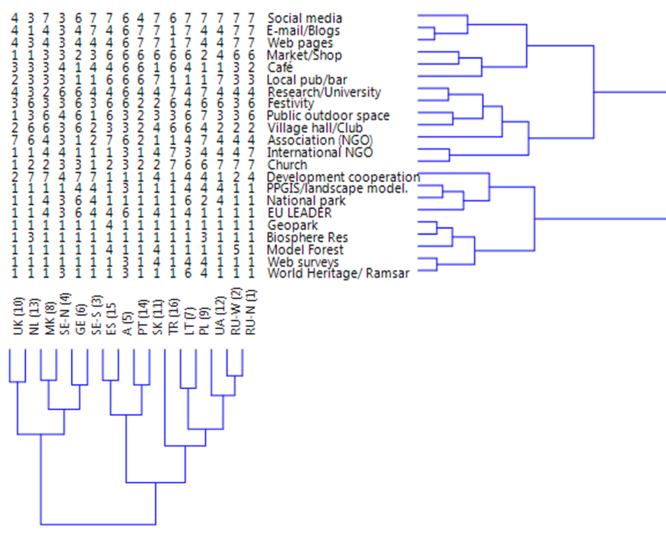 4 3 7 3 6 7 7 6 4 7 6 7 7 7 7 7 Social media
4 1 4 3 4 7 7 6 7 7 1 7 4 4 7 7 E-mail/Blogs
4 3 4 3 4 4 4 6 7 7 1 7 4 4 7 7 Web pages
1 1 3 3 2 3 6 6 6 6 6 6 2 4 6 6 Market/Shop
3 3 3 4 1 4 4 6 6 1 6 4 1 1 3 2 Café
2 3 3 3 1 1 6 6 6 7 1 1 1 7 3 3 Local pub/bar
4 3 2 6 6 4 4 6 4 4 7 4 7 4 4 4 Research/University
3 6 3 3 6 3 6 6 2 2 6 4 6 6 3 6 Festivity
1 3 6 4 6 1 6 3 2 3 3 6 7 3 3 6 Public outdoor space
2 6 6 3 6 2 3 3 2 4 6 6 4 2 2 2 Village hall/Club
7 6 4 3 1 2 7 6 2 1 1 4 7 4 4 4 Association (NGO)
1 1 4 4 1 1 1 3 1 4 7 3 4 4 4 7 International NGO
1 2 2 3 3 1 2 3 2 2 7 6 6 7 7 7 Church
2 7 7 4 7 7 1 1 1 1 4 4 1 1 2 4 Development cooperation
1 1 1 1 4 4 1 3 1 1 1 4 4 4 1 1 PPGIS/landscape model.
1 1 4 3 6 4 1 1 1 1 1 6 2 4 1 1 National park
1 1 4 3 6 4 4 6 1 4 1 4 1 1 1 1 EU LEADER
1 1 1 1 1 1 4 1 1 1 1 1 1 1 1 1 Geopark
1 3 1 1 1 1 1 1 1 1 1 1 3 1 1 1 Biosphere Res
1 1 1 1 1 1 4 1 1 4 1 1 1 1 5 1 Model Forest
1 1 1 1 1 1 1 3 1 4 1 4 1 1 1 1 Web surveys
1 1 1 3 1 1 1 3 1 1 1 6 4 1 1 1 World Heritage/ Ramsar
UK (10)
NL (13)
MK (8)
SE-N (4)
GE (6)
SE-S (3)
ES (15
A (5)
PT (14)
SK (11)
TR (16)
LT (7)
PL (9)
UA (12)
RU-W (2)
RU-N (1)